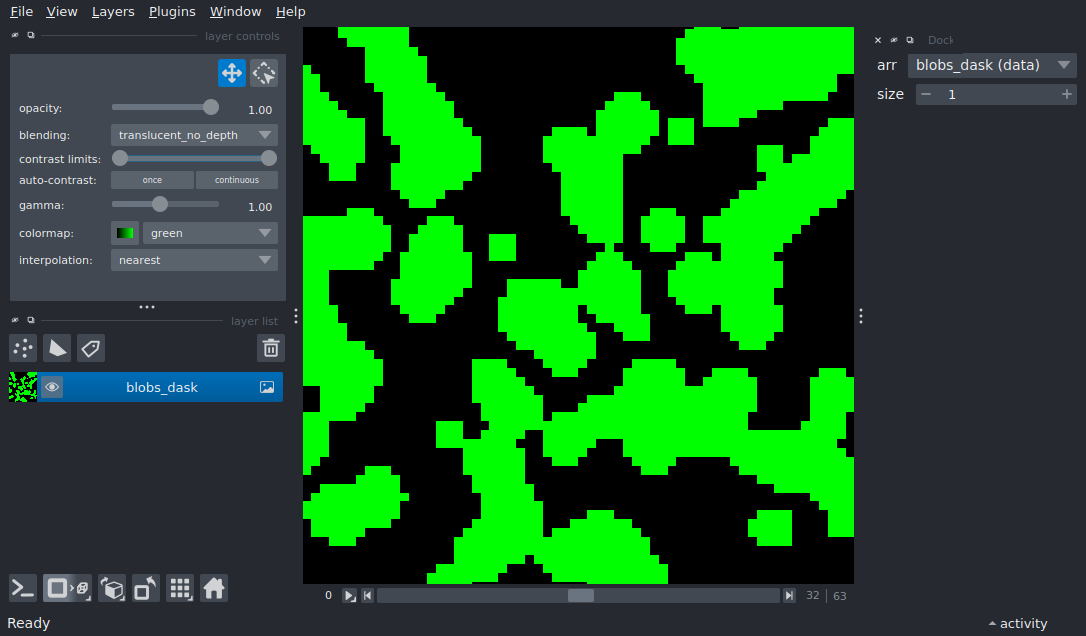 File View Layers Plugins Window Help
layer controls
opacity: 1.00
blending: translucent_no_depth
contrast limits:
auto-contrast: once continuous
gamma: 1.00
colormap: green
interpolation: nearest
layer list
blobs_dask
Dock
arr blobs_dask (data)
size − 1 +
0 32 | 63
Ready
activity